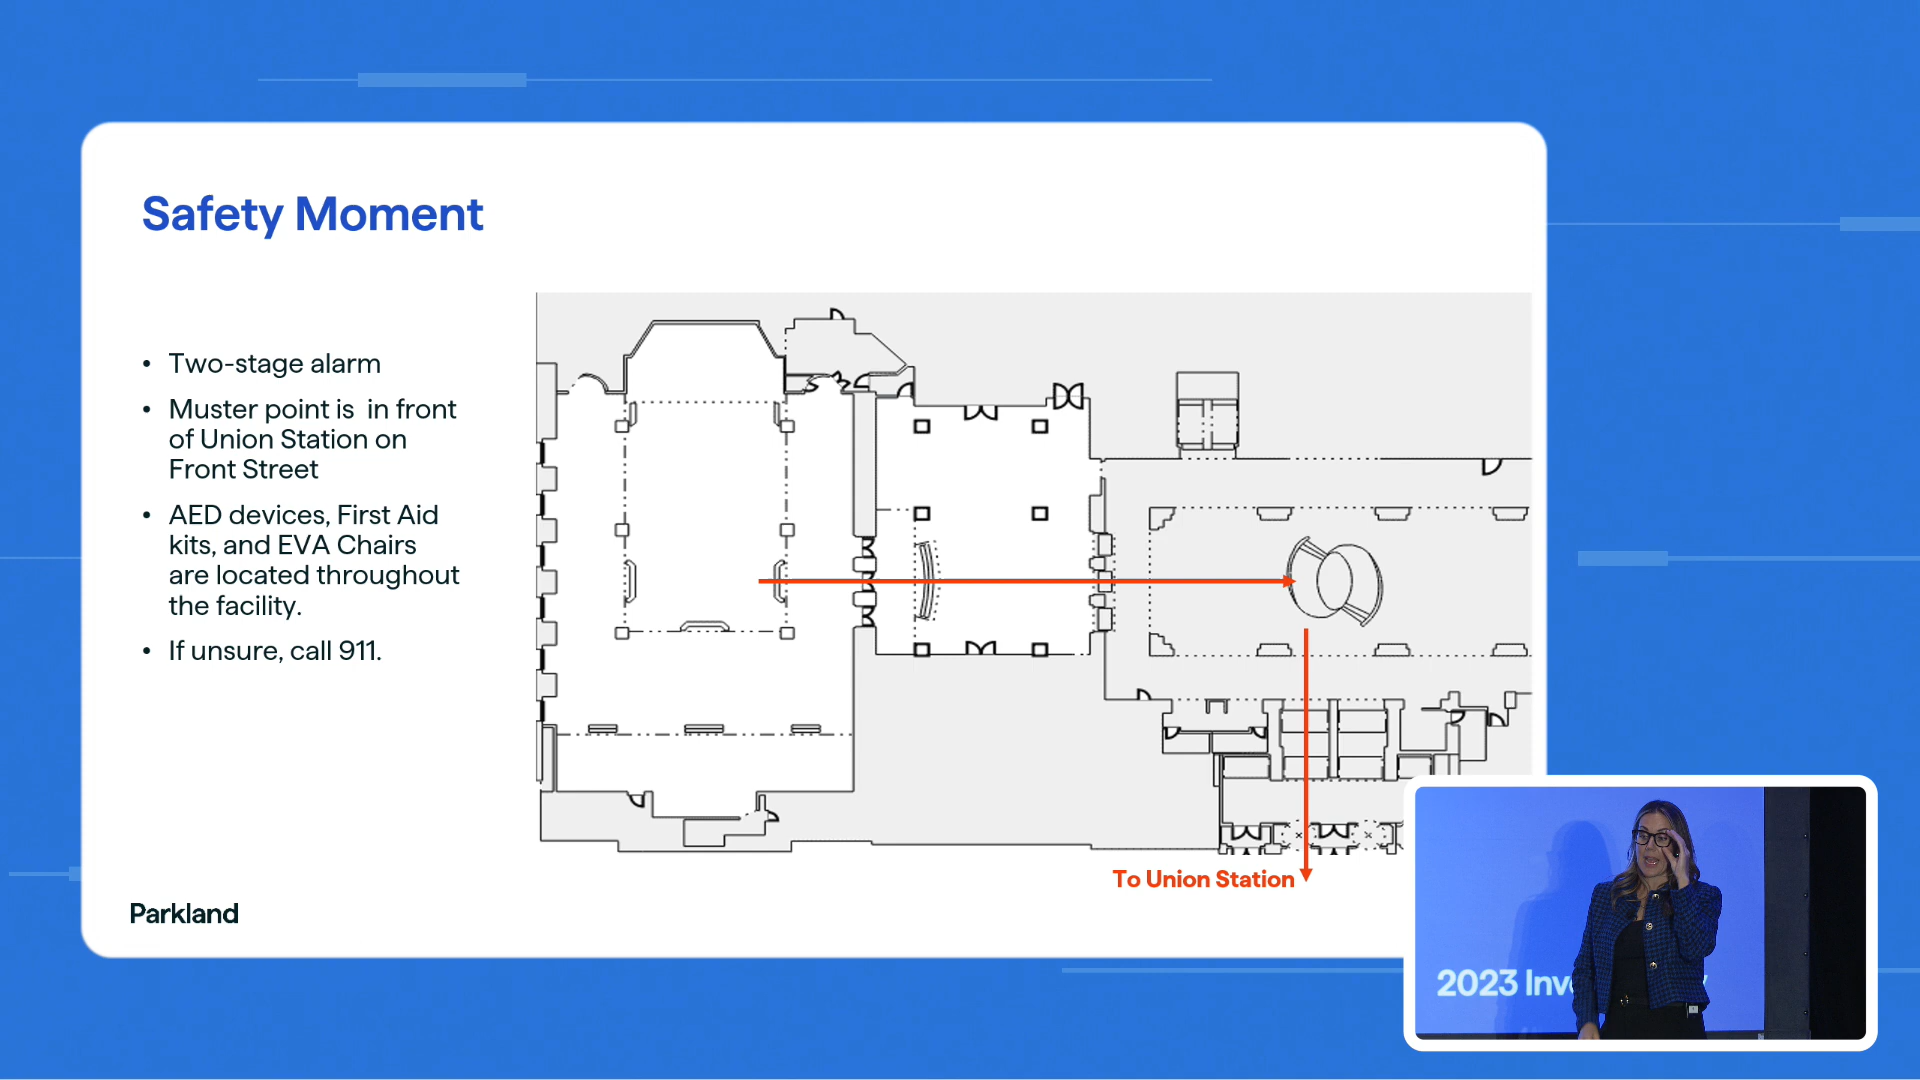 Safety Moment
• Two-stage alarm
• Muster point is  in front
of Union Station on
Front Street
• AED devices, First Aid
kits, and EVA Chairs
are located throughout
the facility.
• If unsure, call 911.
To Union Station
Parkland
2023 Inv